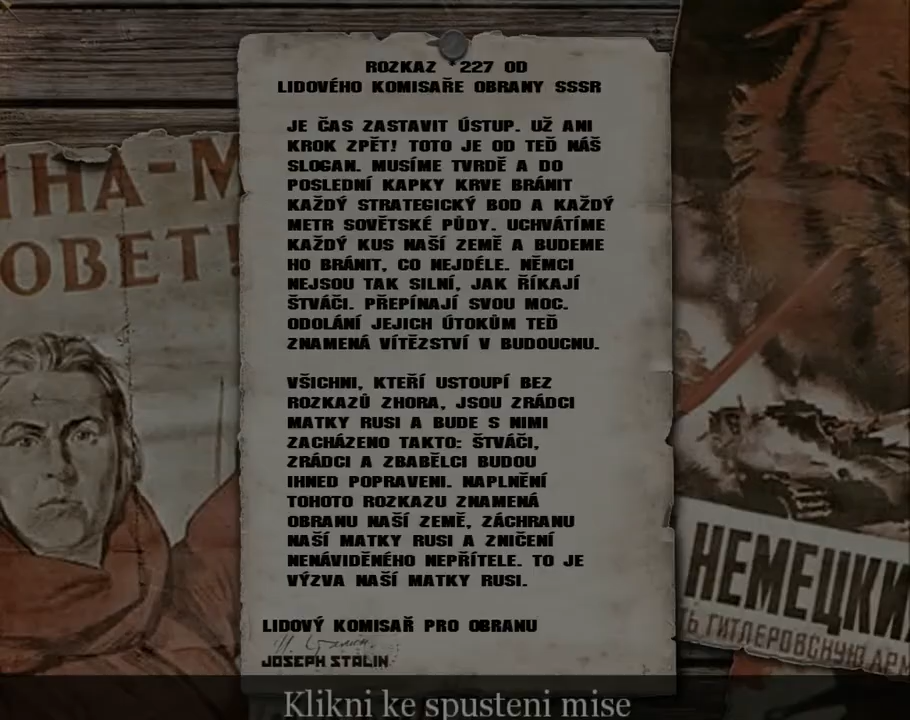 ИНА-М
ОВЕТ!
ROZKAZ *227 OD
LIDOVÉHO KOMISAŘE OBRANY SSSR
JE ČAS ZASTAVIT ÚSTUP. UŽ ANI
KROK ZPĚT! TOTO JE OD TEĎ NÁŠ
SLOGAN. MUSÍME TVRDĚ A DO
POSLEDNÍ KAPKY KRVE BRÁNIT
KAŽDÝ STRATEGICKÝ BOD A KAŽDÝ
METR SOVĚTSKÉ PŮDY. UCHVÁTÍME
KAŽDÝ KUS NAŠÍ ZEMĚ A BUDEME
HO BRÁNIT, CO NEJDÉLE. NĚMCI
NEJSOU TAK SILNÍ, JAK ŘÍKAJÍ
ŠTVÁČI. PŘEPÍNAJÍ SVOU MOC.
ODOLÁNÍ JEJICH ÚTOKŮM TEĎ
ZNAMENÁ VÍTĚZSTVÍ V BUDOUCNU.
VŠICHNI, KTEŘÍ USTOUPÍ BEZ
ROZKAZŮ ZHORA, JSOU ZRÁDCI
MATKY RUSI A BUDE S NIMI
ZACHÁZENO TAKTO: ŠTVÁČI,
ZRÁDCI A ZBABĚLCI BUDOU
IHNED POPRAVENI. NAPLNĚNÍ
TOHOTO ROZKAZU ZNAMENÁ
OBRANU NAŠÍ ZEMĚ, ZÁCHRANU
NAŠÍ MATKY RUSI A ZNIČENÍ
NENÁVIDĚNÉHO NEPŘÍTELE. TO JE
VÝZVA NAŠÍ MATKY RUSI.
LIDOVÝ KOMISAŘ PRO OBRANU
JOSEPH STALIN
НЕМЕЦКИ
Ь ГИТЛЕРОВСКУЮ АРМ
Klikni ke spusteni mise